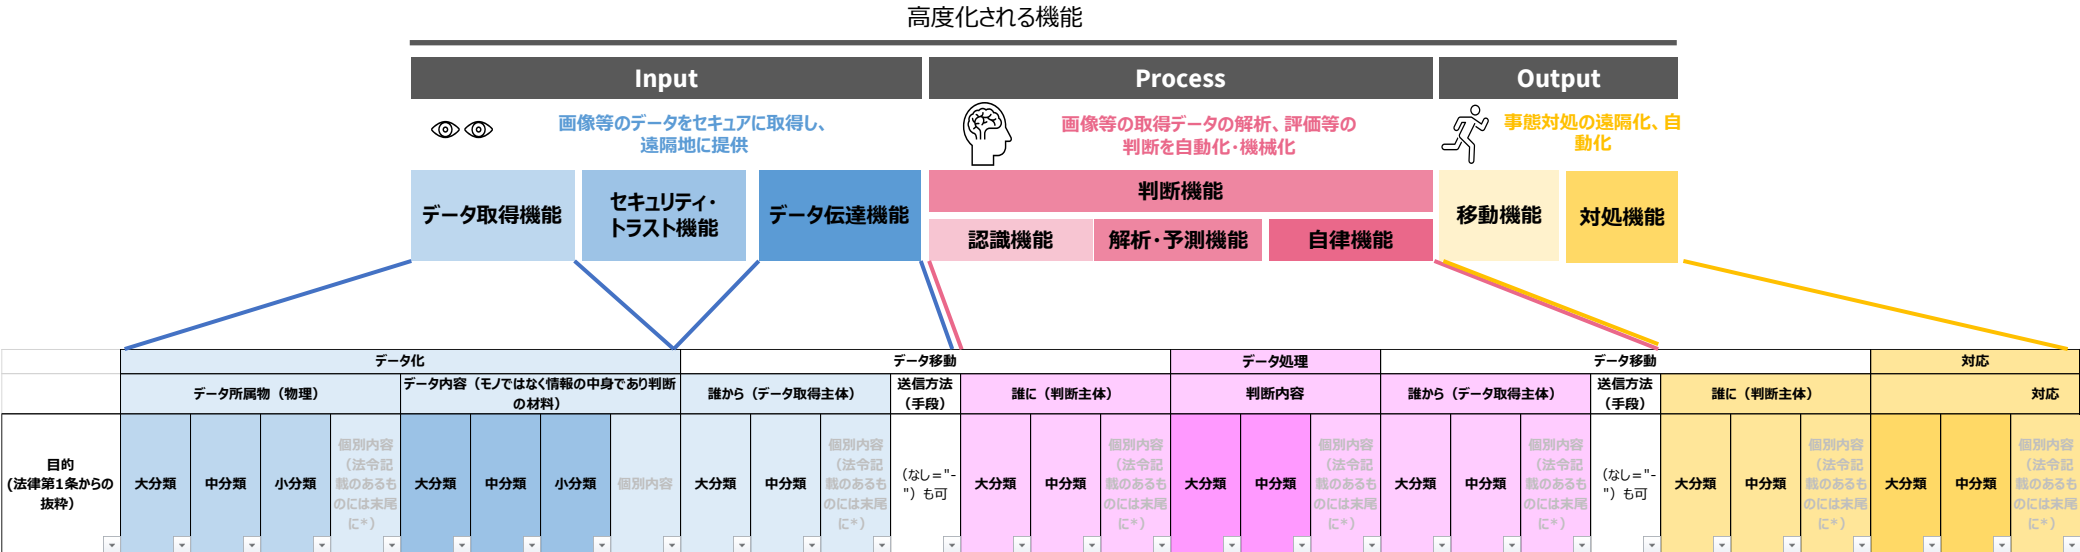 高度化される機能
Input
Process
Output
画像等のデータをセキュアに取得し、
遠隔地に提供
画像等の取得データの解析、評価等の
判断を自動化・機械化
事態対処の遠隔化、自
動化
データ取得機能
セキュリティ・
トラスト機能
データ伝達機能
判断機能
認識機能
解析・予測機能
自律機能
移動機能
対処機能
データ化
データ移動
データ処理
データ移動
対応
データ所属物（物理）
データ内容（モノではなく情報の中身であり判断
の材料）
誰から（データ取得主体）
送信方法
（手段）
誰に（判断主体）
判断内容
誰から（データ取得主体）
送信方法
（手段）
誰に（判断主体）
対応
目的
(法律第1条からの
抜粋)
大分類
中分類
小分類
個別内容
（法令記
載のあるも
のには末尾
に*）
大分類
中分類
小分類
個別内容
大分類
中分類
個別内容
（法令記
載のあるも
のには末尾
に*）
（なし="-
"）も可
大分類
中分類
個別内容
（法令記
載のあるも
のには末尾
に*）
大分類
中分類
個別内容
（法令記
載のあるも
のには末尾
に*）
大分類
中分類
個別内容
（法令記
載のあるも
のには末尾
に*）
（なし="-
"）も可
大分類
中分類
個別内容
（法令記
載のあるも
のには末尾
に*）
大分類
中分類
個別内容
（法令記
載のあるも
のには末尾
に*）